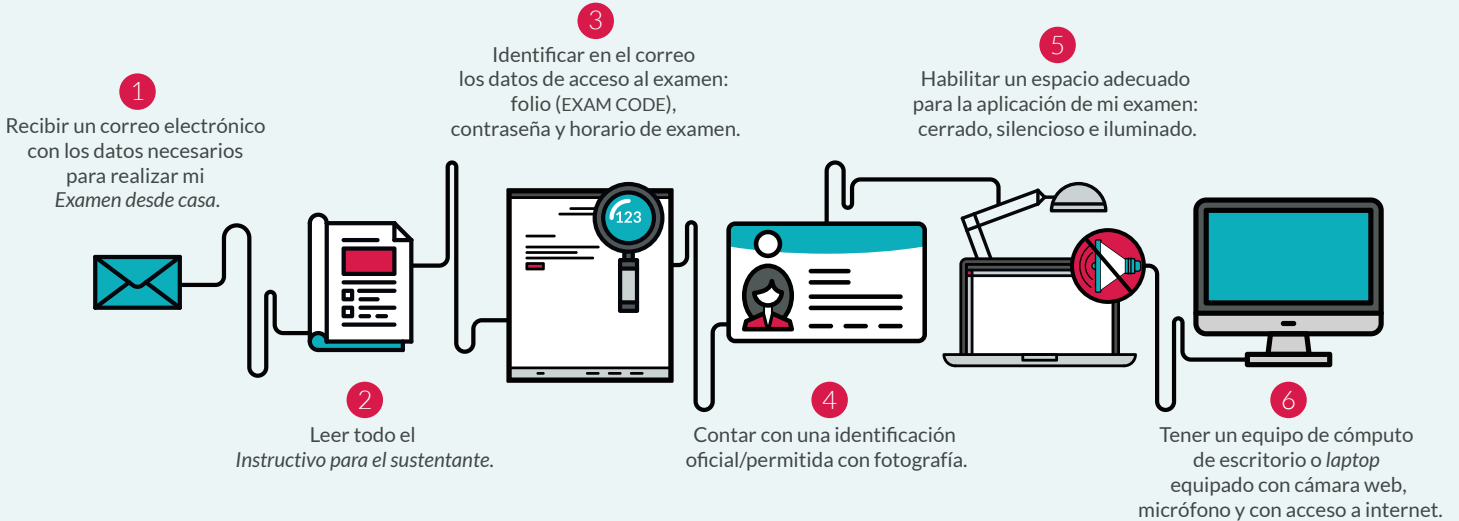 1
Recibir un correo electrónico
con los datos necesarios
para realizar mi
Examen desde casa.
2
Leer todo el
Instructivo para el sustentante.
3
Identificar en el correo
los datos de acceso al examen:
folio (EXAM CODE),
contraseña y horario de examen.
123
4
Contar con una identificación
oficial/permitida con fotografía.
5
Habilitar un espacio adecuado
para la aplicación de mi examen:
cerrado, silencioso e iluminado.
6
Tener un equipo de cómputo
de escritorio o laptop
equipado con cámara web,
micrófono y con acceso a internet.